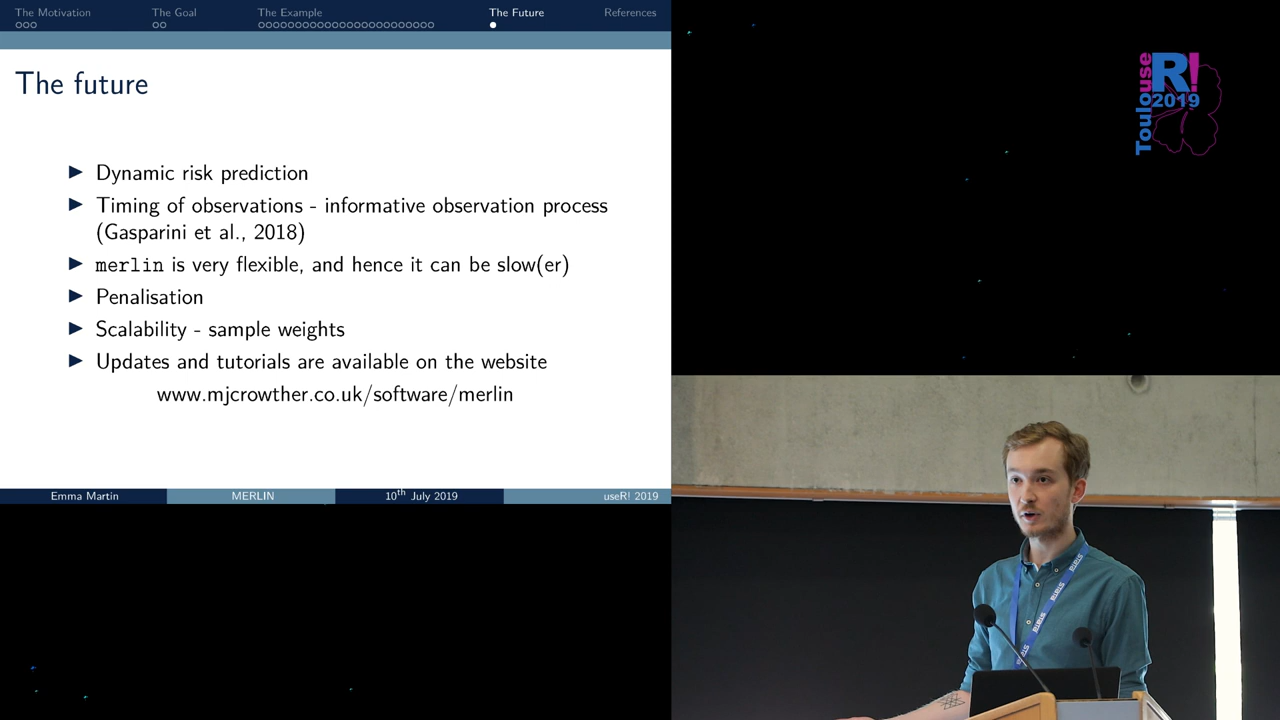 The Motivation The Goal The Example The Future References
The future
Dynamic risk prediction
Timing of observations - informative observation process
(Gasparini et al., 2018)
merlin is very flexible, and hence it can be slow(er)
Penalisation
Scalability - sample weights
Updates and tutorials are available on the website
www.mjcrowther.co.uk/software/merlin
Emma Martin MERLIN 10th July 2019 useR! 2019
Toulouse
R!
2019